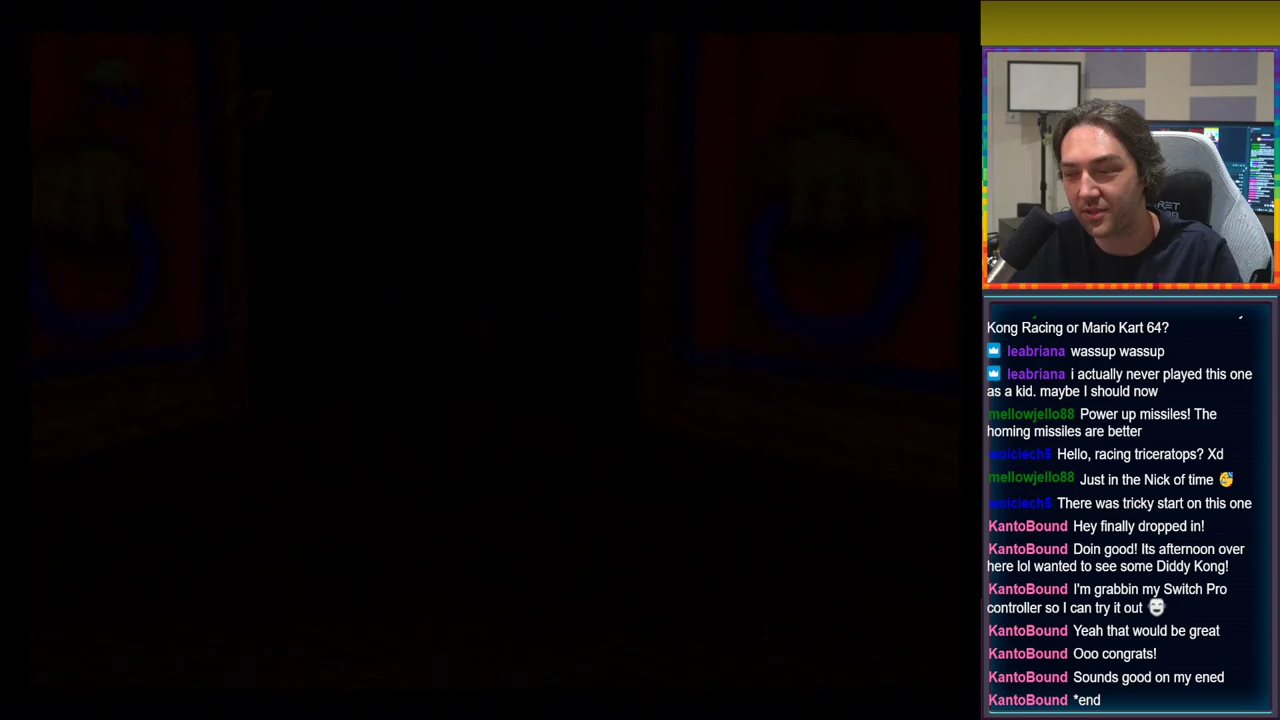 Kong Racing or Mario Kart 64?
leabriana wassup wassup
leabriana i actually never played this one
as a kid. maybe I should now
mellowjello88 Power up missiles! The
homing missiles are better
Hello, racing triceratops? Xd
mellowjello88 Just in the Nick of time
There was tricky start on this one
KantoBound Hey finally dropped in!
KantoBound Doin good! Its afternoon over
here lol wanted to see some Diddy Kong!
KantoBound I'm grabbin my Switch Pro
controller so I can try it out
KantoBound Yeah that would be great
KantoBound Ooo congrats!
KantoBound Sounds good on my ened
KantoBound *end